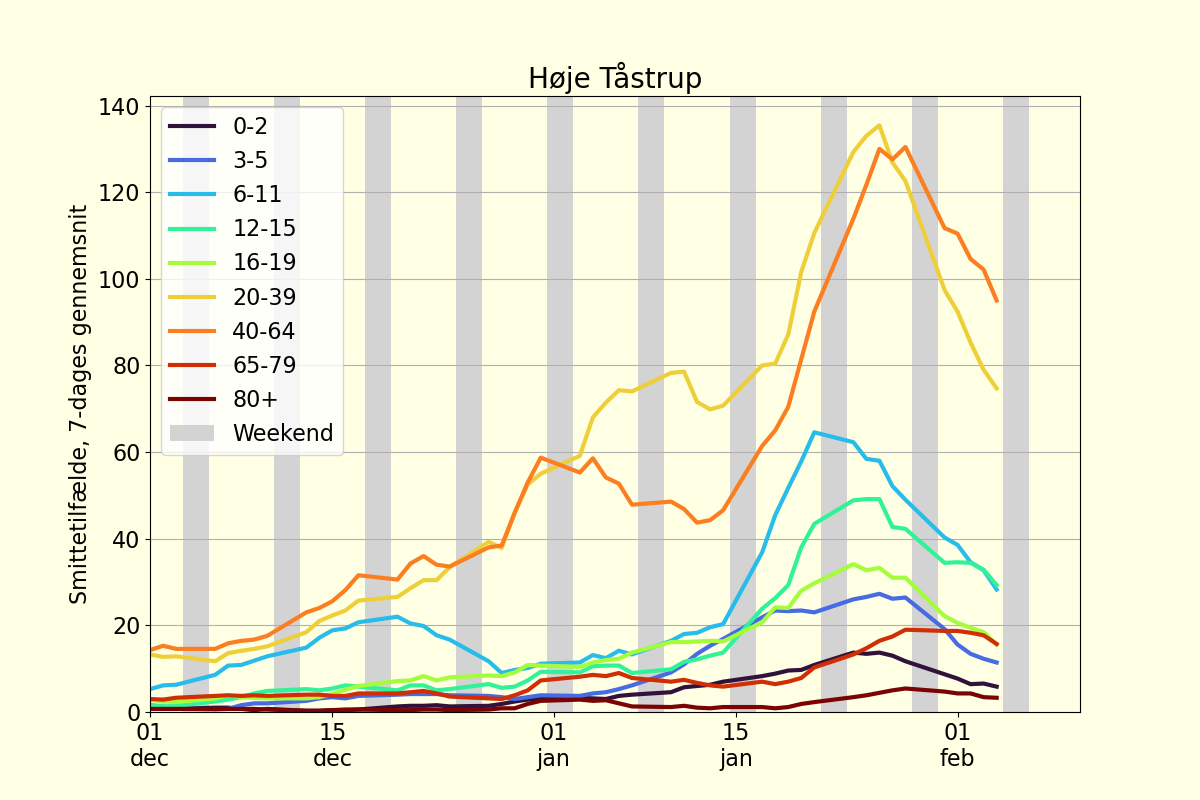 Høje Tåstrup
Smittetilfælde, 7-dages gennemsnit
140
120
100
80
60
40
20
0
0-2
3-5
6-11
12-15
16-19
20-39
40-64
65-79
80+
Weekend
01
dec
15
dec
01
jan
15
jan
01
feb